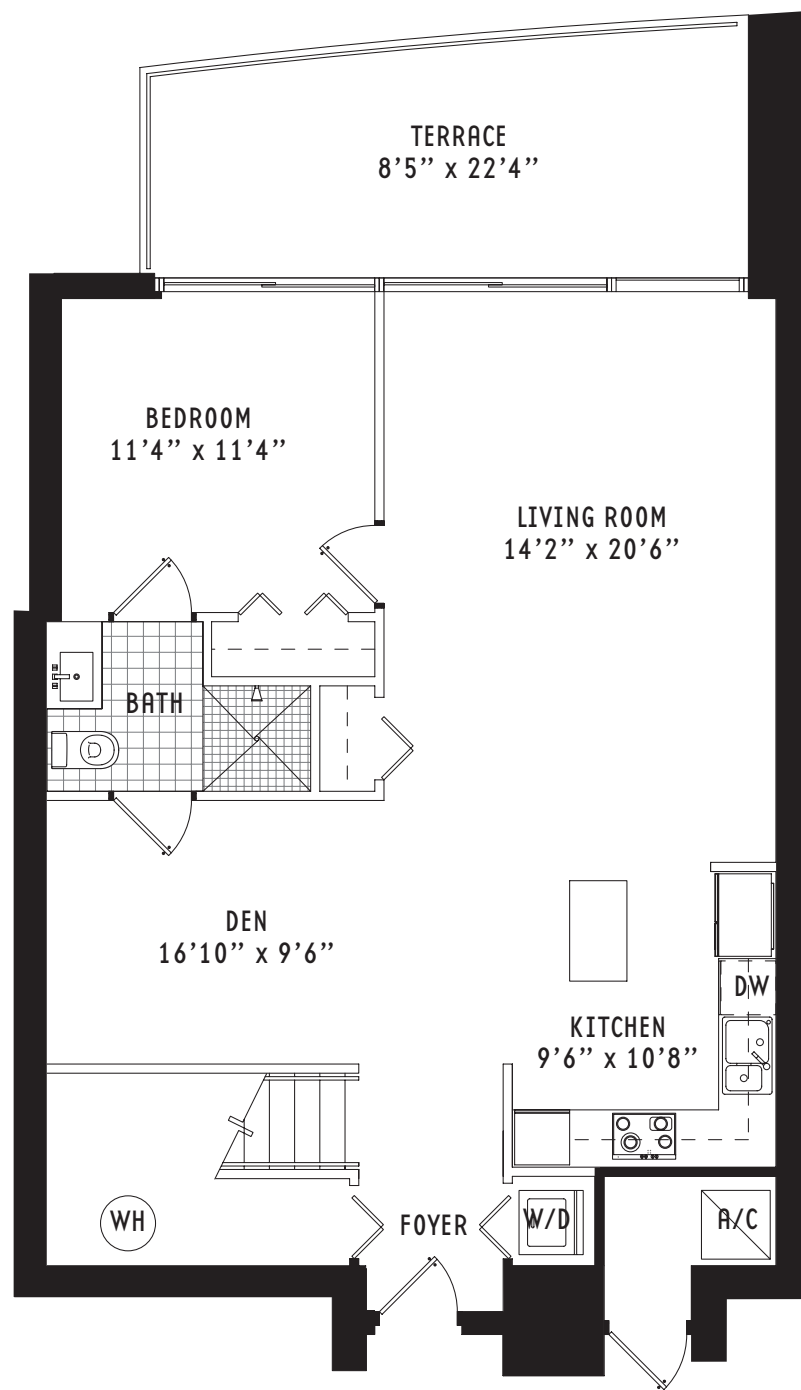 TERRACE
8’5” x 22’4”
BEDROOM
11’4” x 11’4”
LIVING ROOM
14’2” x 20’6”
BATH
DEN
16’10” x 9’6”
DW
KITCHEN
9’6” x 10’8”
WH
FOYER
W/D
A/C